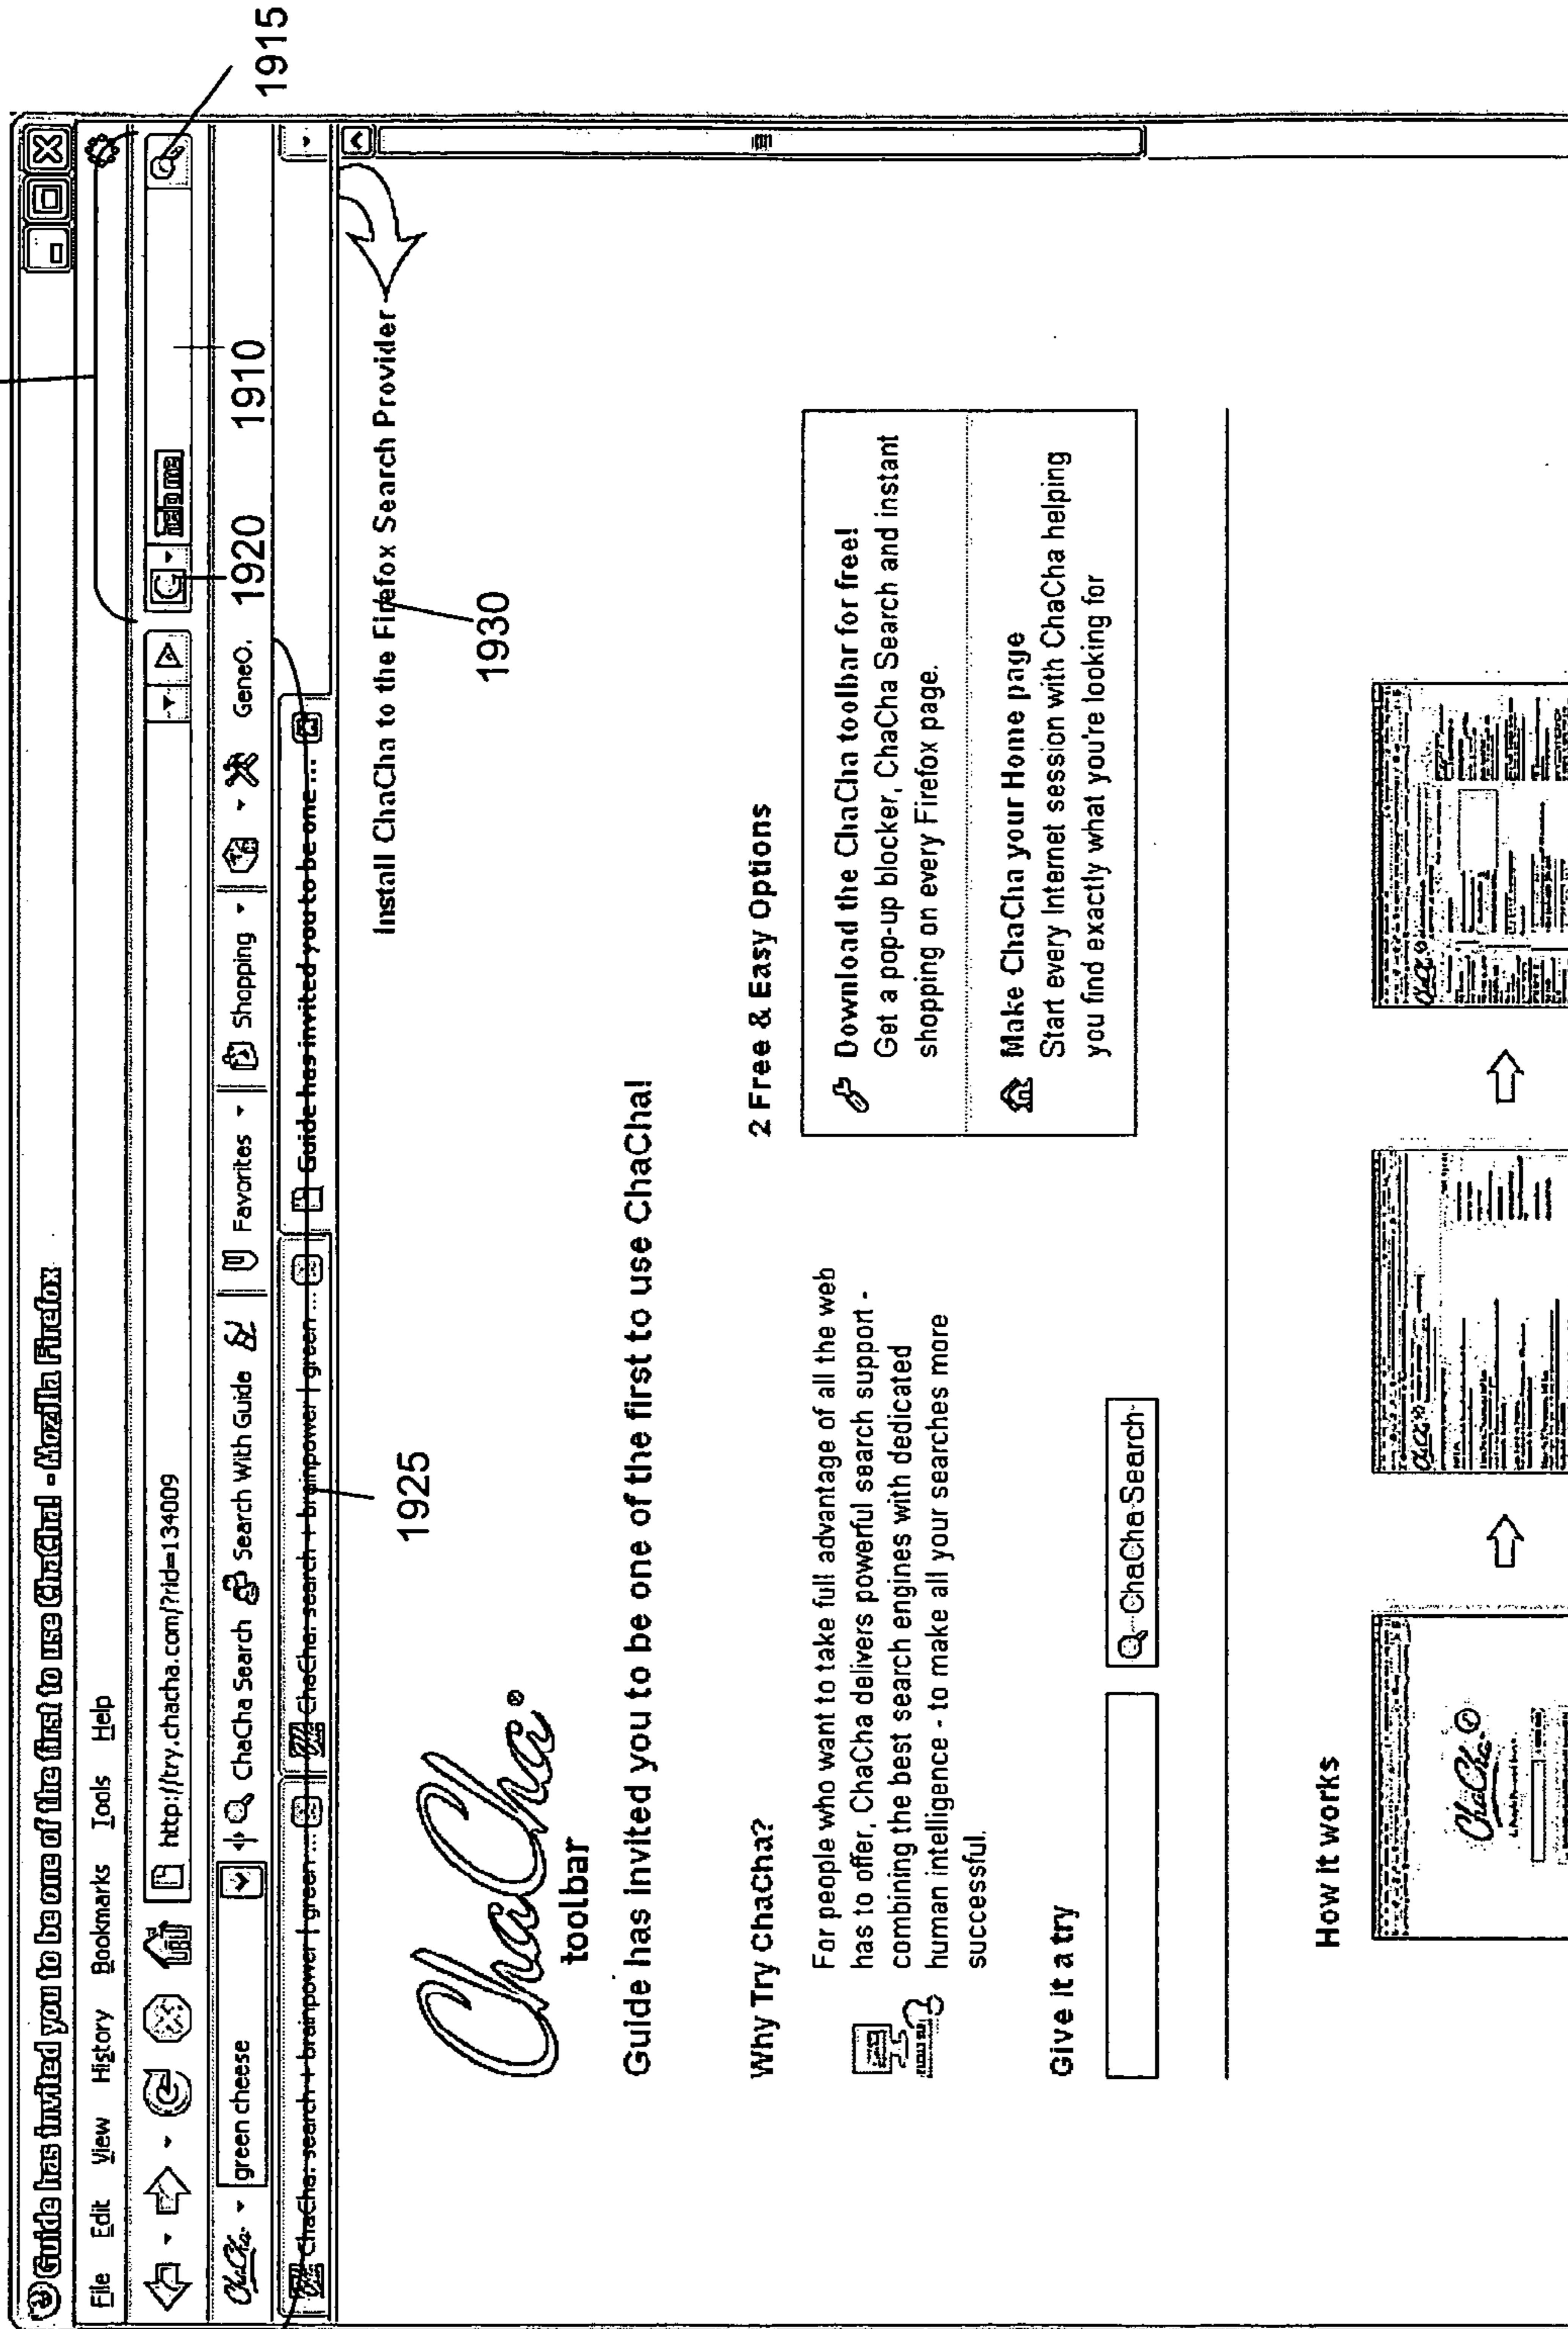 Guide has invited you to be one of the first to use ChaCha! - Mozilla Firefox
File Edit View History Bookmarks Tools Help
http://try.chacha.com/?rid=134009
1915
ChaCha green cheese ChaCha Search Search With Guide Favorites Shopping GeneO.
1920 1910
ChaCha: search + brainpower | green ... ChaCha: search + brainpower | green ... Guide has invited you to be one ...
Install ChaCha to the Firefox Search Provider
1925
1930
ChaCha®
toolbar
Guide has invited you to be one of the first to use ChaCha!
Why Try ChaCha?
For people who want to take full advantage of all the web
has to offer, ChaCha delivers powerful search support -
combining the best search engines with dedicated
human intelligence - to make all your searches more
successful.
Give it a try
ChaCha Search
2 Free & Easy Options
Download the ChaCha toolbar for free!
Get a pop-up blocker, ChaCha Search and instant
shopping on every Firefox page.
Make ChaCha your Home page
Start every Internet session with ChaCha helping
you find exactly what you're looking for
How it works
ChaCha